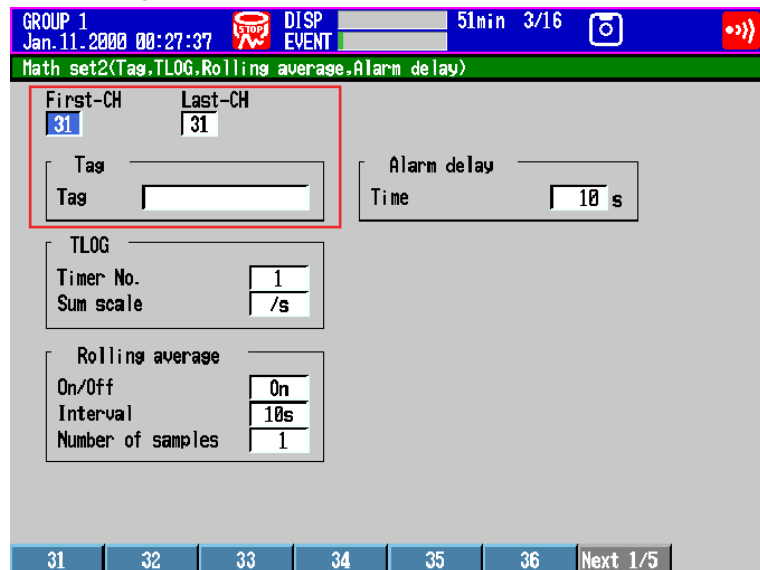 GROUP 1
Jan.11.2000 00:27:37
STOP
DISP
EVENT
51min 3/16
Math set2(Tag,TLOG,Rolling average,Alarm delay)
First-CH Last-CH
31 31
Tag
Tag
Alarm delay
Time 10 s
TLOG
Timer No. 1
Sum scale /s
Rolling average
On/Off On
Interval 10s
Number of samples 1
31 32 33 34 35 36 Next 1/5